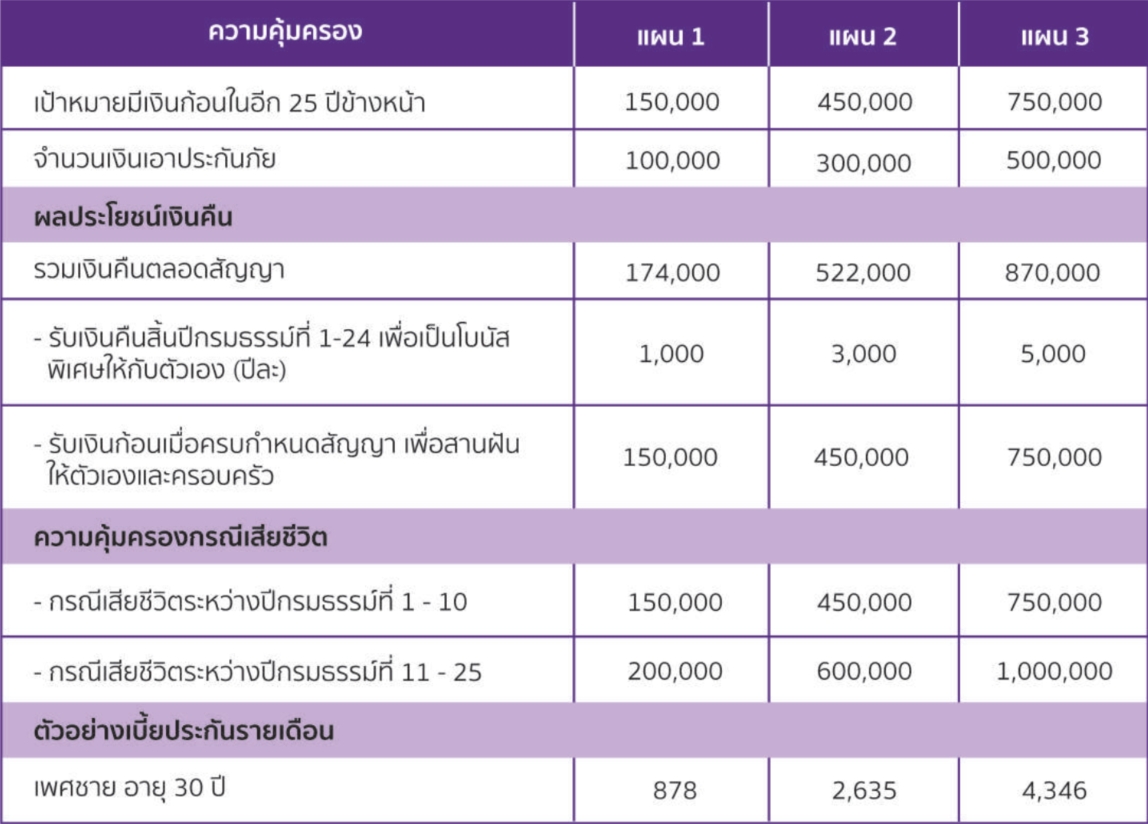 ความคุ้มครอง แผน 1 แผน 2 แผน 3
เป้าหมายมีเงินก้อนในอีก 25 ปีข้างหน้า 150,000 450,000 750,000
จำนวนเงินเอาประกันภัย 100,000 300,000 500,000
ผลประโยชน์เงินคืน
รวมเงินคืนตลอดสัญญา 174,000 522,000 870,000
- รับเงินคืนสิ้นปีกรมธรรม์ที่ 1-24 เพื่อเป็นโบนัส
พิเศษให้กับตัวเอง (ปีละ) 1,000 3,000 5,000
- รับเงินก้อนเมื่อครบกำหนดสัญญา เพื่อสานฝัน
ให้ตัวเองและครอบครัว 150,000 450,000 750,000
ความคุ้มครองกรณีเสียชีวิต
- กรณีเสียชีวิตระหว่างปีกรมธรรม์ที่ 1 - 10 150,000 450,000 750,000
- กรณีเสียชีวิตระหว่างปีกรมธรรม์ที่ 11 - 25 200,000 600,000 1,000,000
ตัวอย่างเบี้ยประกันรายเดือน
เพศชาย อายุ 30 ปี 878 2,635 4,346